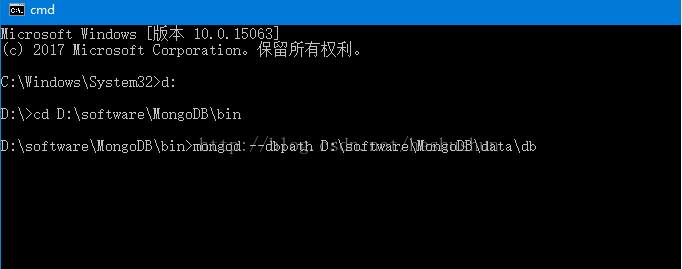 cmd
Microsoft Windows [版本 10.0.15063]
(c) 2017 Microsoft Corporation。保留所有权利。
C:\Windows\System32>d:
D:\>cd D:\software\MongoDB\bin
D:\software\MongoDB\bin>mongod --dbpath D:\software\MongoDB\data\db